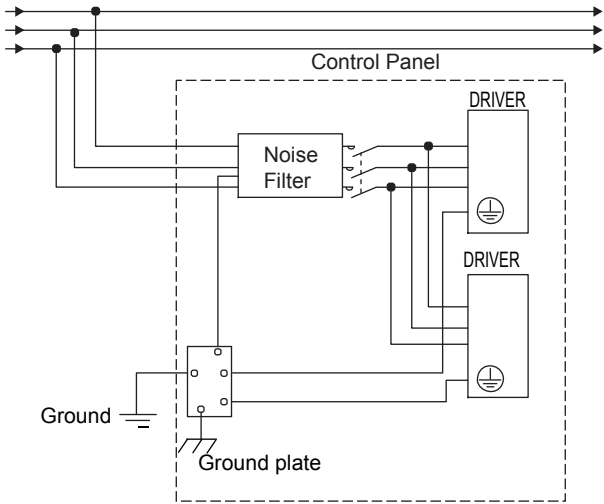 Control Panel
DRIVER
Noise
Filter
DRIVER
Ground
Ground plate